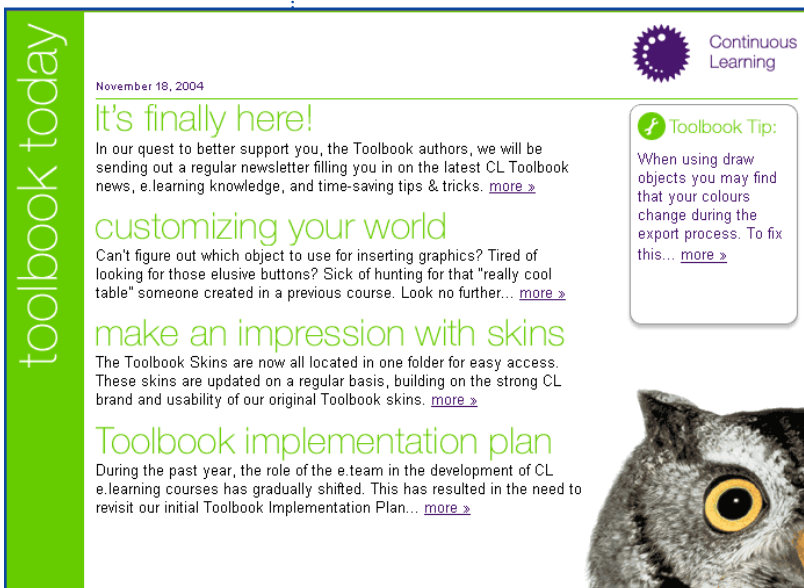 toolbook today
Continuous
Learning
November 18, 2004
It's finally here!
In our quest to better support you, the Toolbook authors, we will be
sending out a regular newsletter filling you in on the latest CL Toolbook
news, e.learning knowledge, and time-saving tips & tricks. more »
customizing your world
Can't figure out which object to use for inserting graphics? Tired of
looking for those elusive buttons? Sick of hunting for that "really cool
table" someone created in a previous course. Look no further... more »
make an impression with skins
The Toolbook Skins are now all located in one folder for easy access.
These skins are updated on a regular basis, building on the strong CL
brand and usability of our original Toolbook skins. more »
Toolbook implementation plan
During the past year, the role of the e.team in the development of CL
e.learning courses has gradually shifted. This has resulted in the need to
revisit our initial Toolbook Implementation Plan... more »
Toolbook Tip:
When using draw
objects you may find
that your colours
change during the
export process. To fix
this... more »